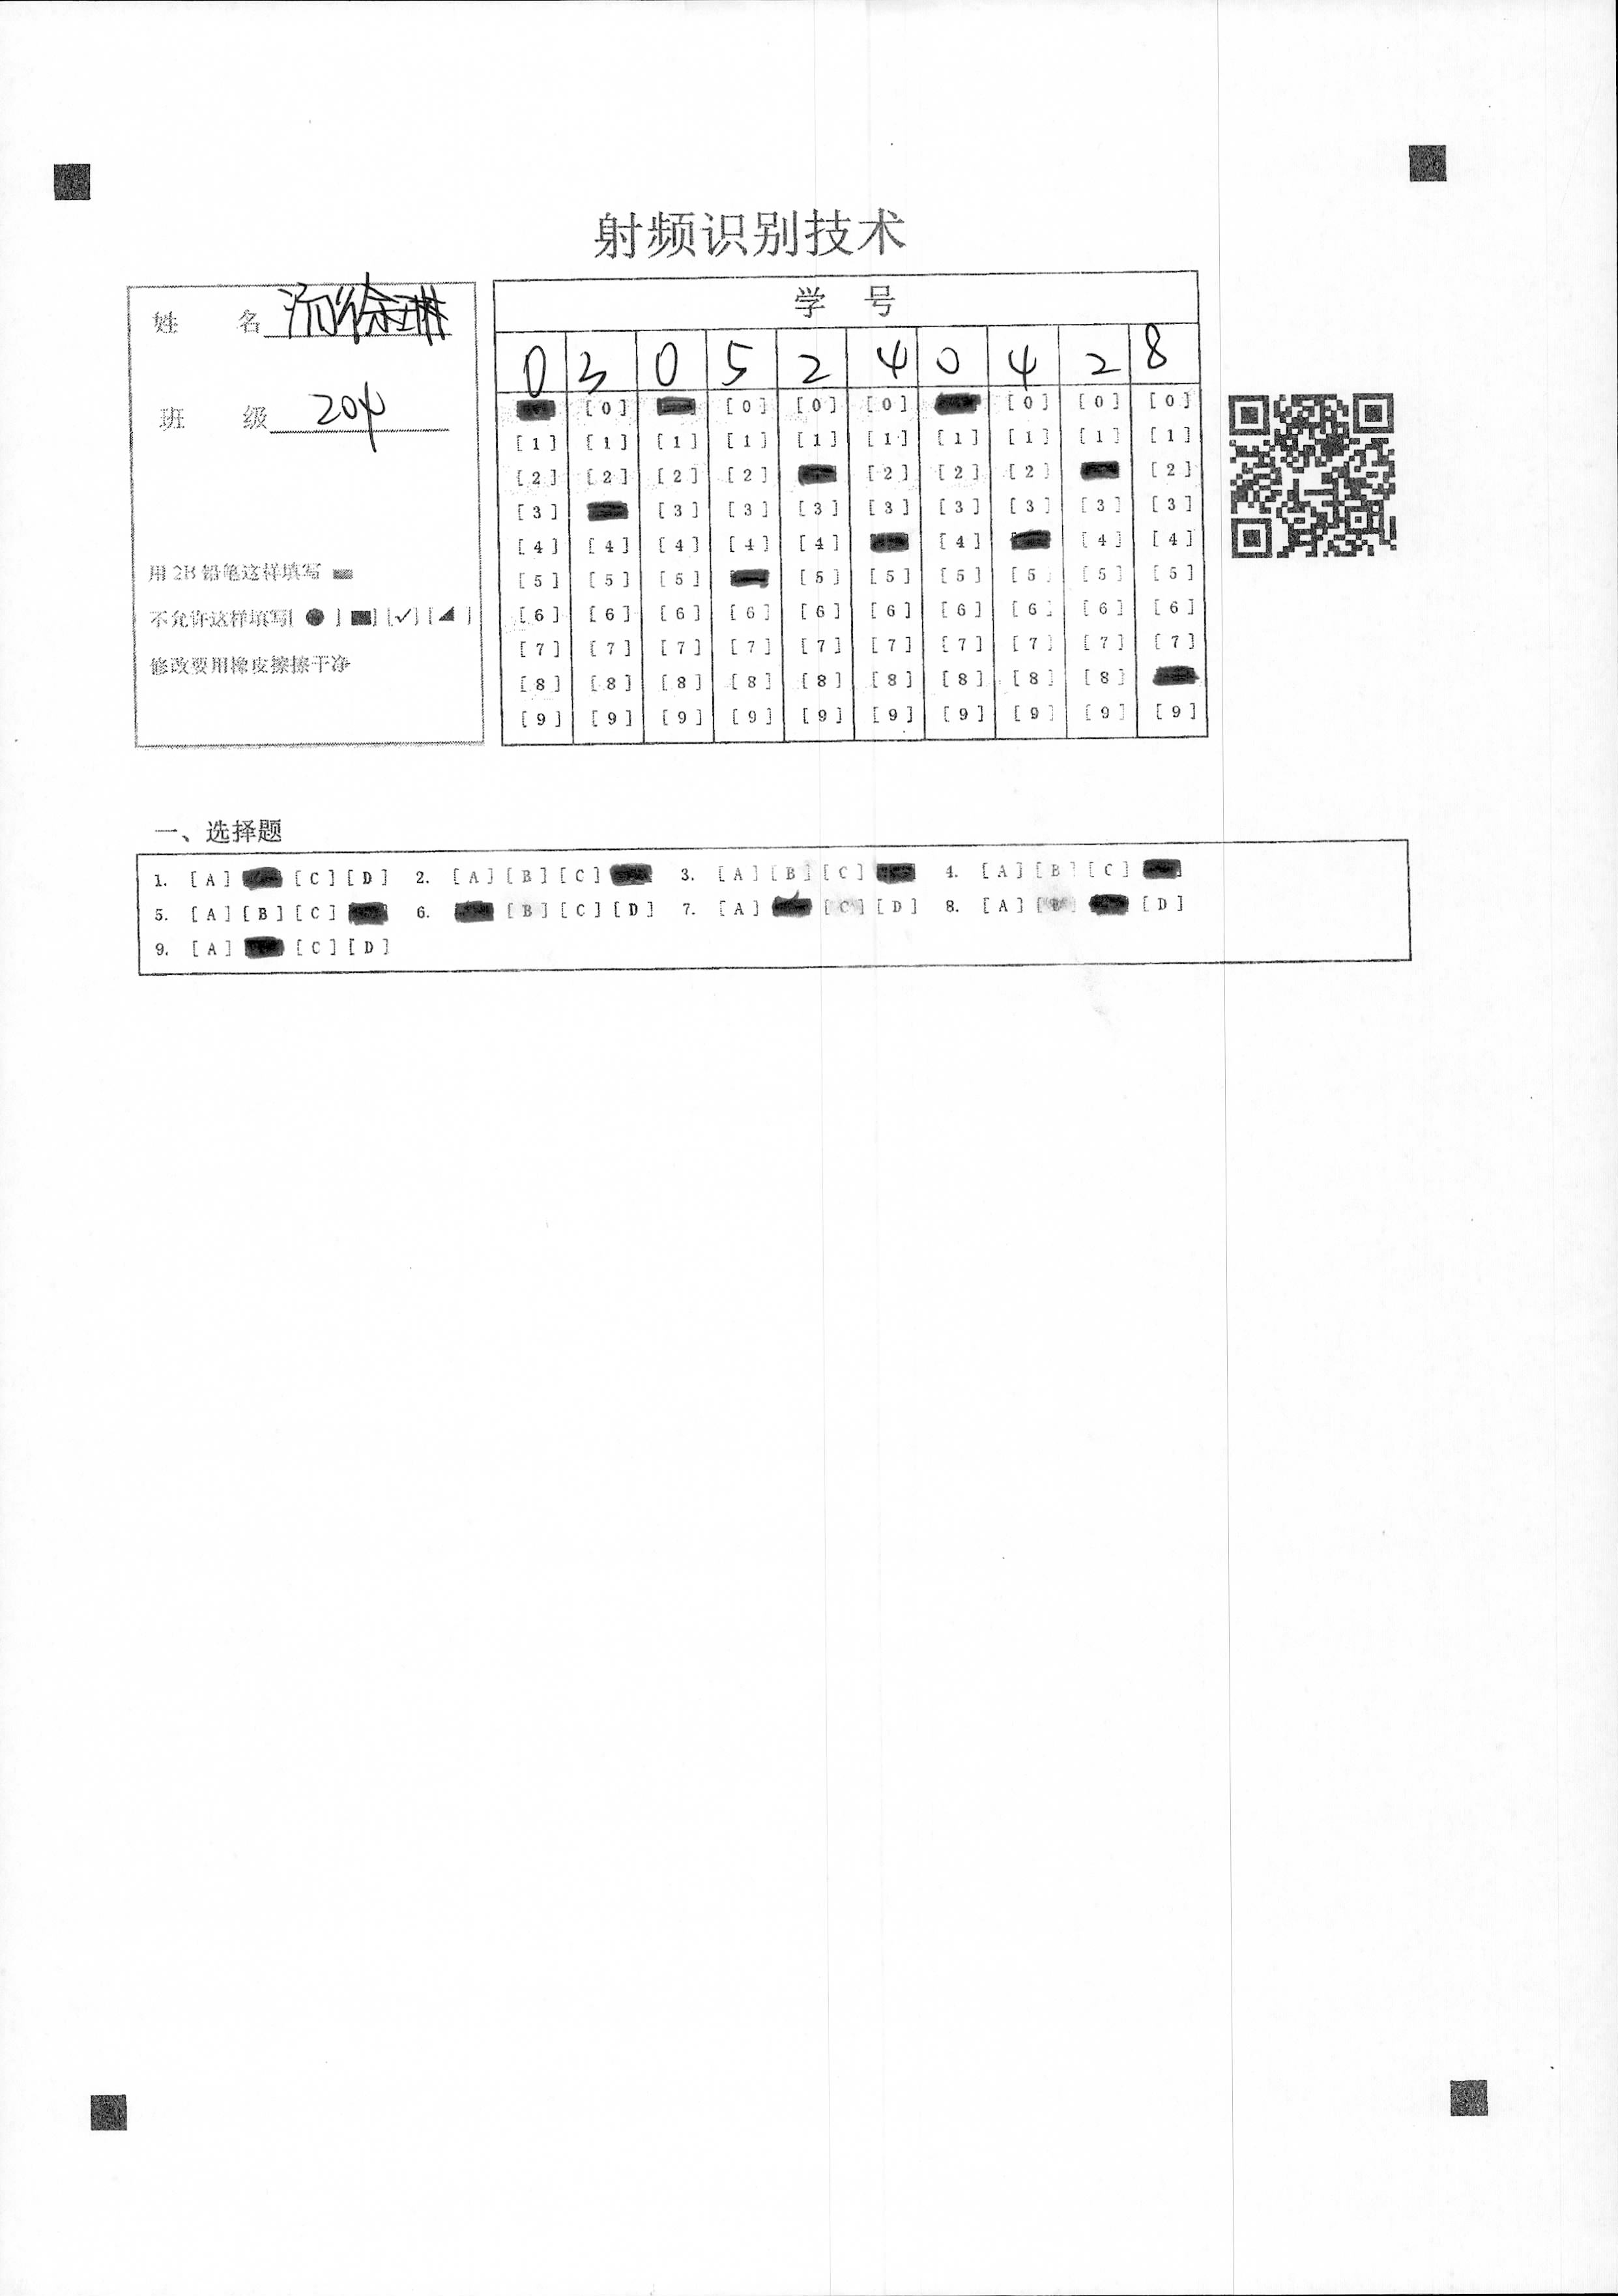 射频识别技术
姓 名
班 级 204
用 2B 铅笔这样填写
不允许这样填写[ ● ] [■] [✓] [◢ ]
修改要用橡皮擦擦干净
学 号
0 3 0 5 2 4 0 4 2 8
[0] [0] [0] [0] [0] [0] [0]
[1] [1] [1] [1] [1] [1] [1] [1] [1] [1]
[2] [2] [2] [2] [2] [2] [2] [2]
[3] [3] [3] [3] [3] [3] [3] [3] [3]
[4] [4] [4] [4] [4] [4] [4] [4]
[5] [5] [5] [5] [5] [5] [5] [5] [5]
[6] [6] [6] [6] [6] [6] [6] [6] [6] [6]
[7] [7] [7] [7] [7] [7] [7] [7] [7] [7]
[8] [8] [8] [8] [8] [8] [8] [8] [8]
[9] [9] [9] [9] [9] [9] [9] [9] [9] [9]
一、选择题
1. [A] [C] [D] 2. [A] [B] [C] 3. [A] [B] [C] 4. [A] [B] [C]
5. [A] [B] [C] 6. [B] [C] [D] 7. [A] [C] [D] 8. [A] [B] [D]
9. [A] [C] [D]